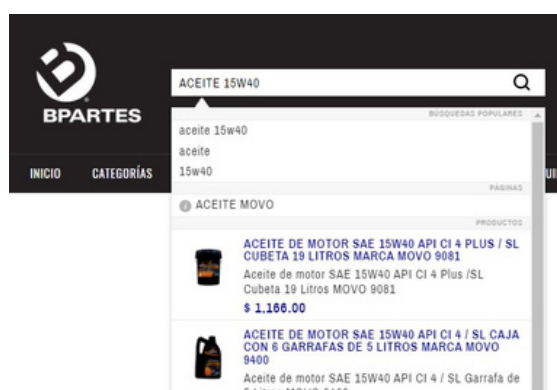 BPARTES
ACEITE 15W40
BÚSQUEDAS POPULARES
aceite 15w40
aceite
15w40
INICIO CATEGORÍAS
PÁGINAS
ACEITE MOVO
PRODUCTOS
ACEITE DE MOTOR SAE 15W40 API CI 4 PLUS / SL
CUBETA 19 LITROS MARCA MOVO 9081
Aceite de motor SAE 15W40 API CI 4 Plus /SL
Cubeta 19 Litros MOVO 9081
$ 1,166.00
ACEITE DE MOTOR SAE 15W40 API CI 4 / SL CAJA
CON 6 GARRAFAS DE 5 LITROS MARCA MOVO
9400
Aceite de motor SAE 15W40 API CI 4 / SL Garrafa de